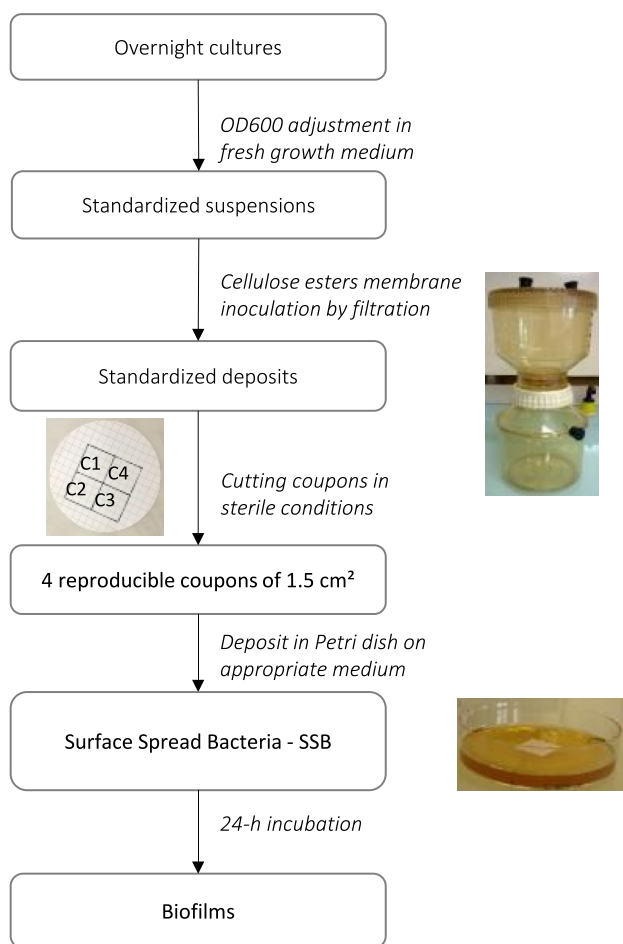 Overnight cultures
OD600 adjustment in
fresh growth medium
Standardized suspensions
Cellulose esters membrane
inoculation by filtration
Standardized deposits
C1 C4
C2 C3
Cutting coupons in
sterile conditions
4 reproducible coupons of 1.5 cm²
Deposit in Petri dish on
appropriate medium
Surface Spread Bacteria - SSB
24-h incubation
Biofilms